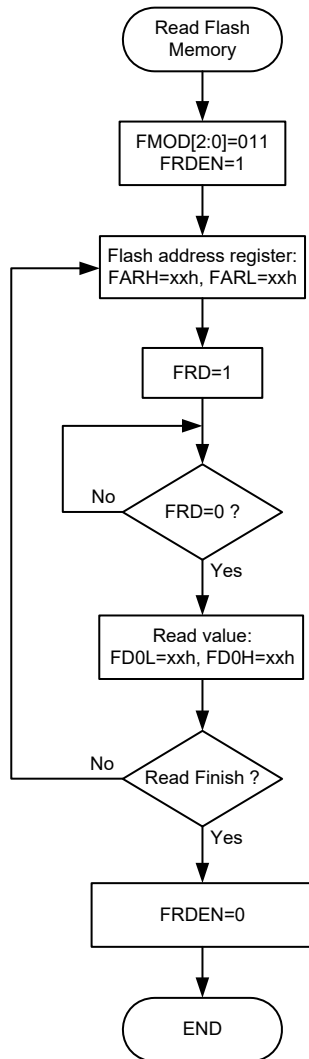 Read Flash
Memory
FMOD[2:0]=011
FRDEN=1
Flash address register:
FARH=xxh, FARL=xxh
FRD=1
No
FRD=0 ?
Yes
Read value:
FD0L=xxh, FD0H=xxh
No
Read Finish ?
Yes
FRDEN=0
END